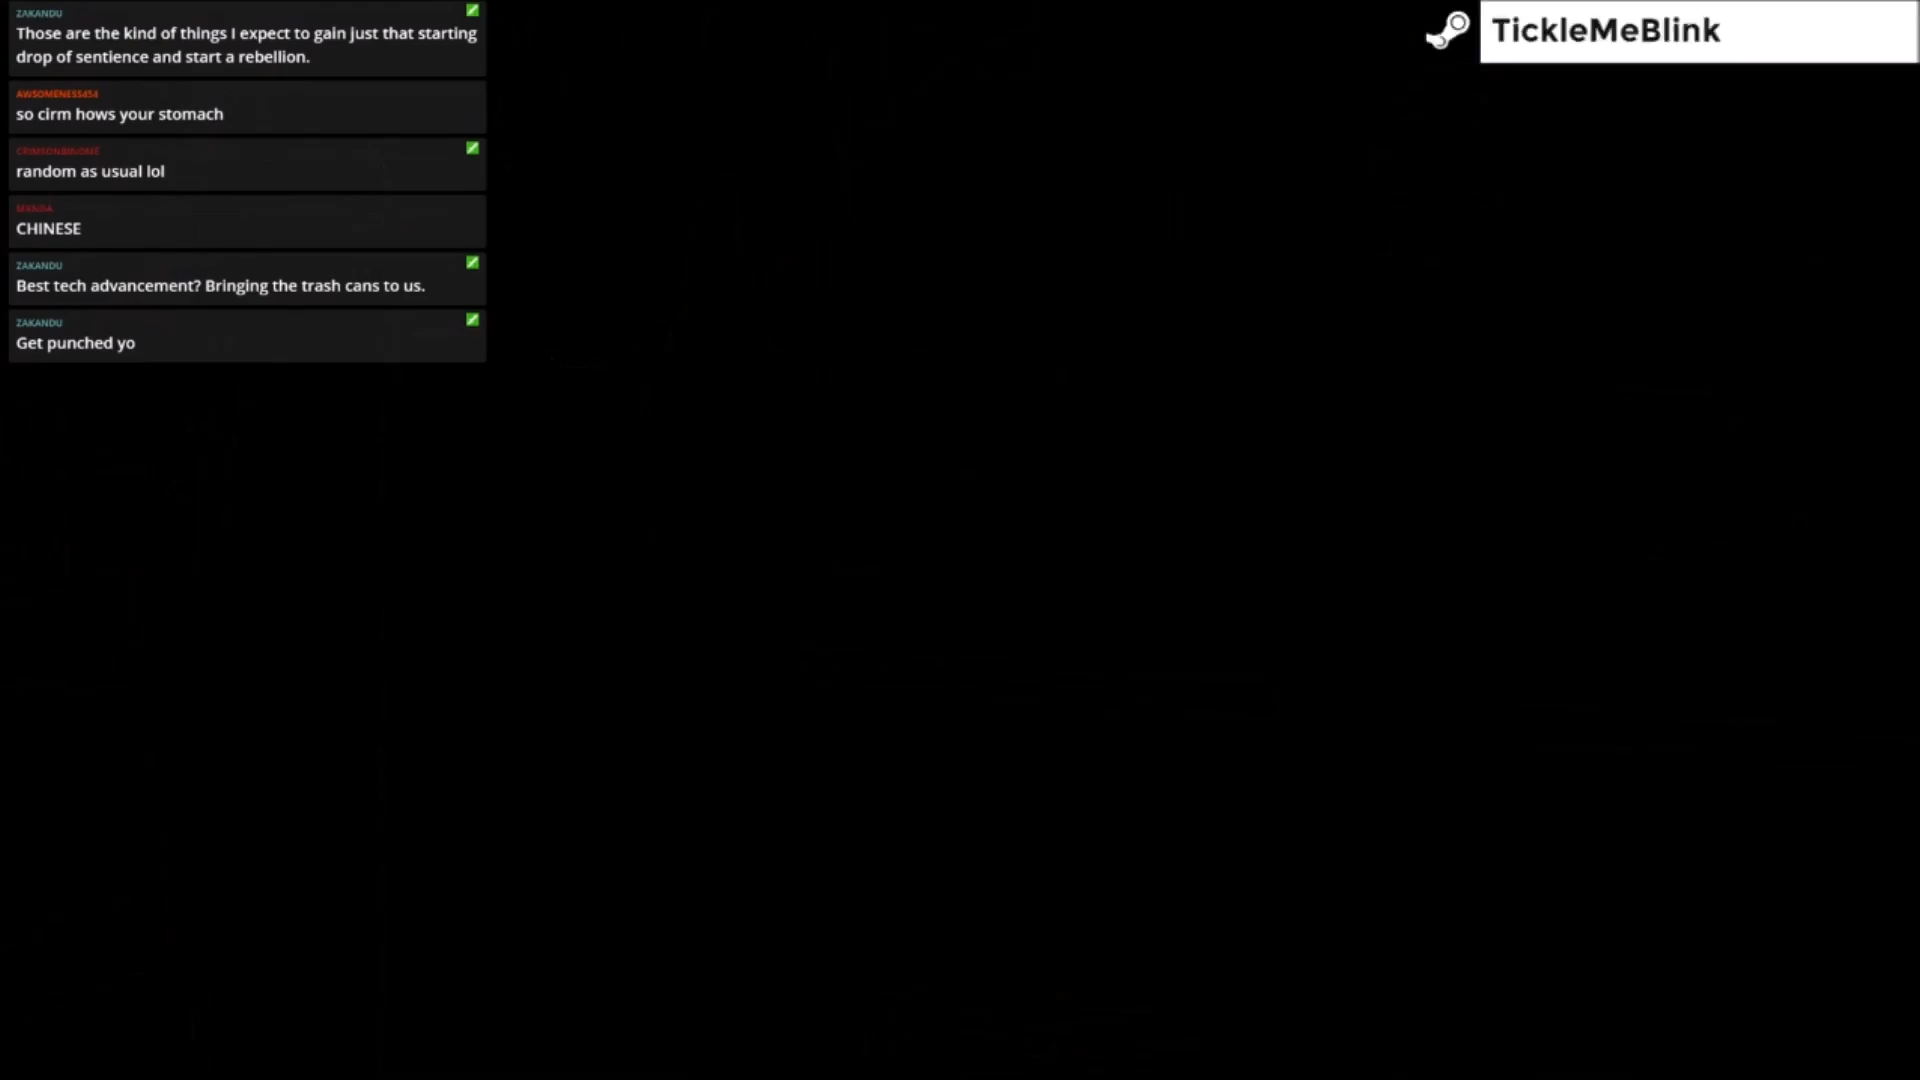 ZAKANDU
Those are the kind of things I expect to gain just that starting
drop of sentience and start a rebellion.
AWSOMENESS454
so cirm hows your stomach
random as usual lol
CHINESE
ZAKANDU
Best tech advancement? Bringing the trash cans to us.
ZAKANDU
Get punched yo
TickleMeBlink